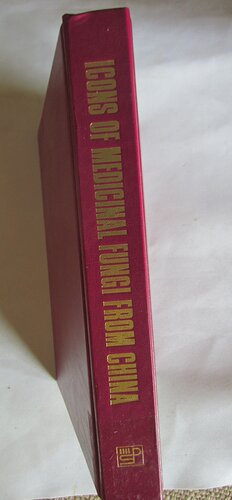 ICONS OF MEDICINAL FUNGI FROM CHINA